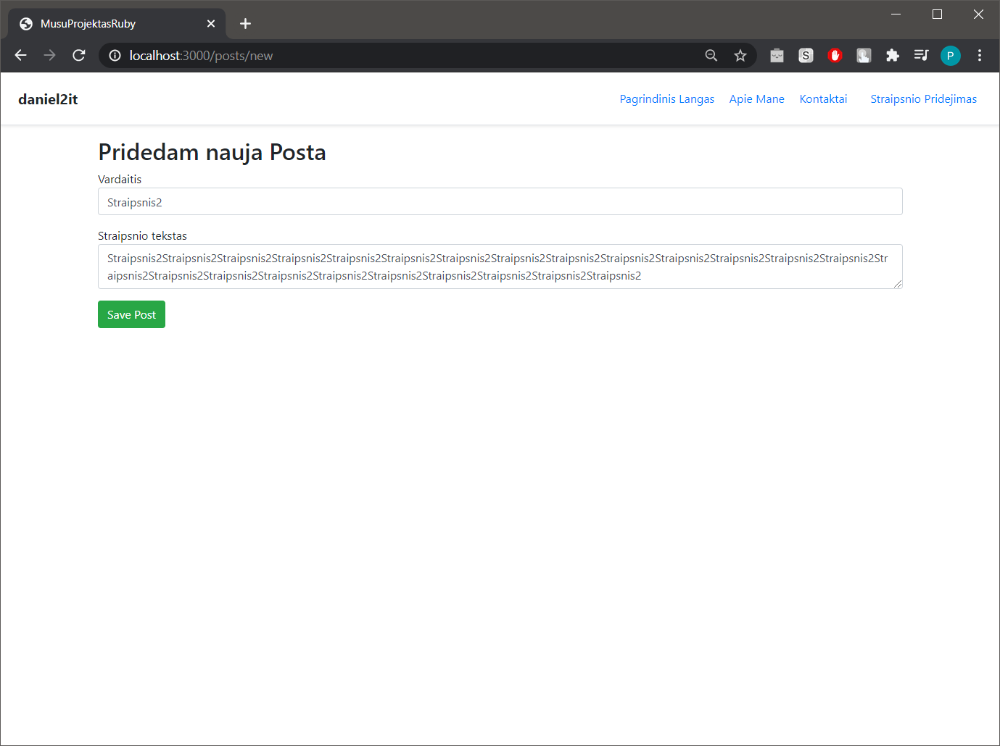 MusuProjektasRuby
localhost:3000/posts/new
S
P
daniel2it
Pagrindinis Langas
Apie Mane
Kontaktai
Straipsnio Pridejimas
Pridedam nauja Posta
Vardaitis
Straipsnis2
Straipsnio tekstas
Straipsnis2Straipsnis2Straipsnis2Straipsnis2Straipsnis2Straipsnis2Straipsnis2Straipsnis2Straipsnis2Straipsnis2Straipsnis2Straipsnis2Straipsnis2Straipsnis2Str
aipsnis2Straipsnis2Straipsnis2Straipsnis2Straipsnis2Straipsnis2Straipsnis2Straipsnis2Straipsnis2Straipsnis2
Save Post